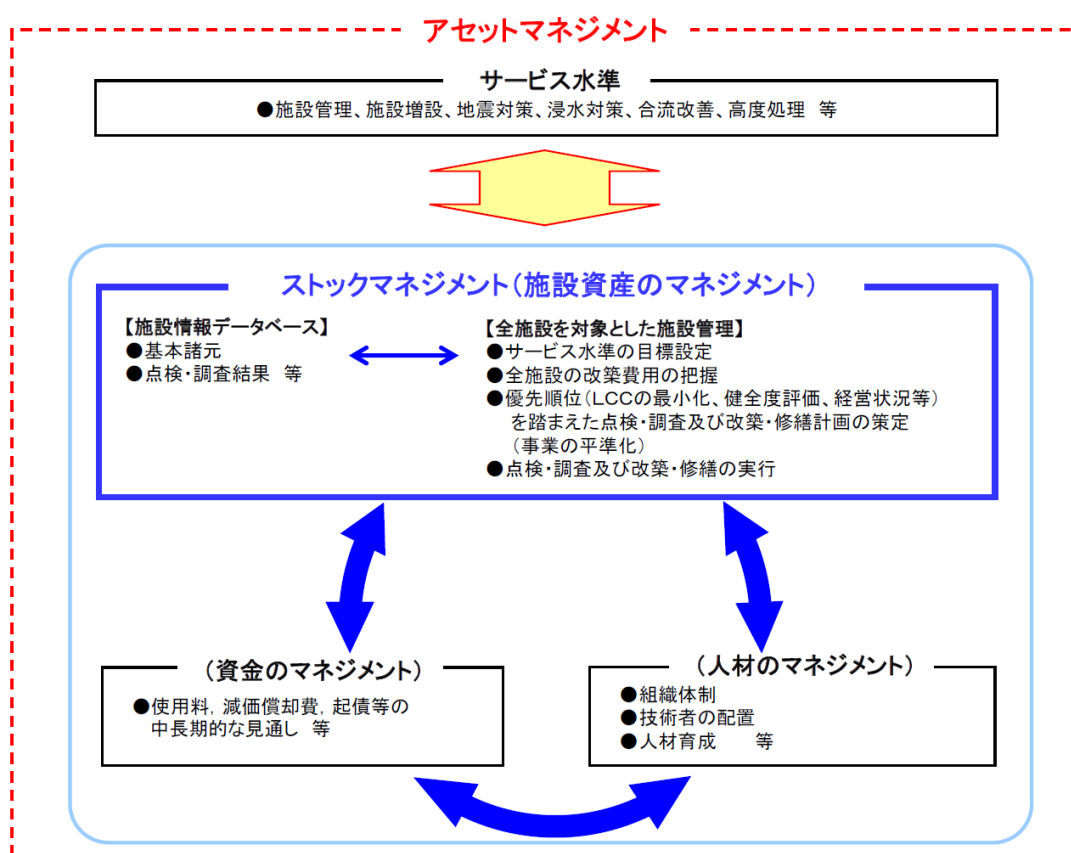 アセットマネジメント
サービス水準
●施設管理、施設増設、地震対策、浸水対策、合流改善、高度処理 等
ストックマネジメント(施設資産のマネジメント)
【施設情報データベース】
●基本諸元
●点検・調査結果 等
【全施設を対象とした施設管理】
●サービス水準の目標設定
●全施設の改築費用の把握
●優先順位(LCCの最小化、健全度評価、経営状況等)
を踏まえた点検・調査及び改築・修繕計画の策定
(事業の平準化)
●点検・調査及び改築・修繕の実行
(資金のマネジメント)
●使用料, 減価償却費, 起債等の
中長期的な見通し 等
(人材のマネジメント)
●組織体制
●技術者の配置
●人材育成 等